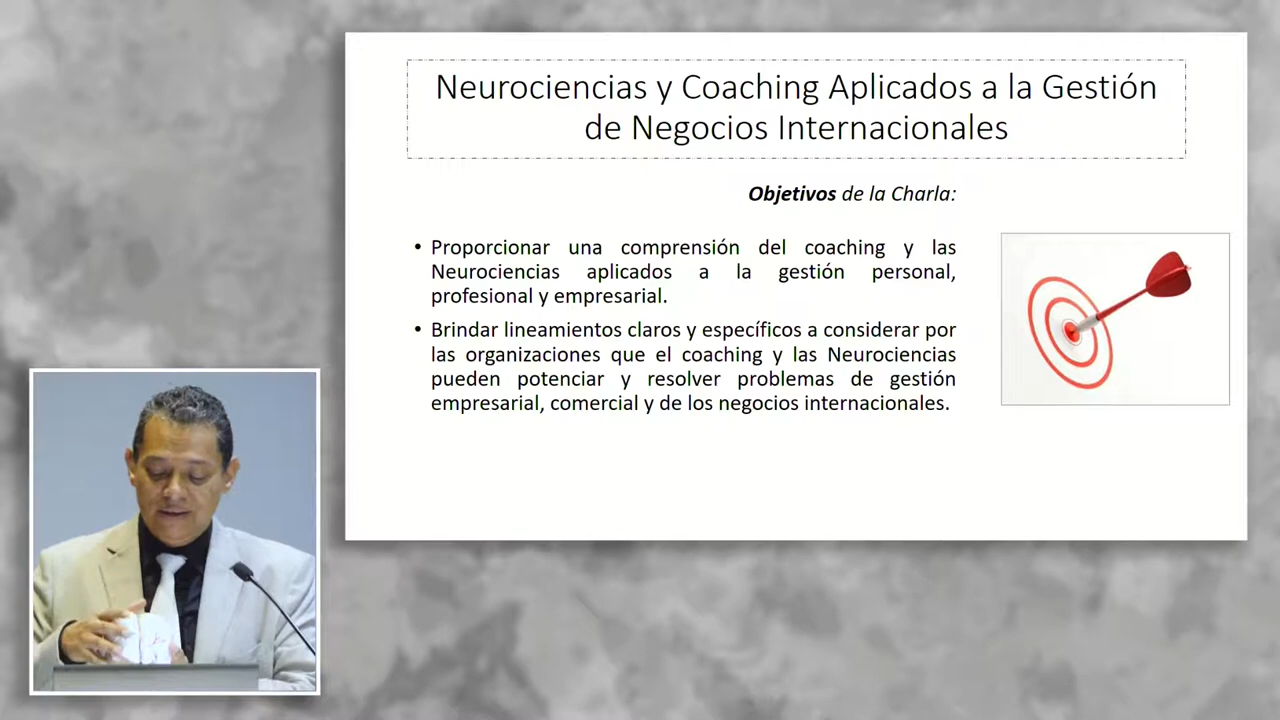 Neurociencias y Coaching Aplicados a la Gestión
de Negocios Internacionales
Objetivos de la Charla:
• Proporcionar una comprensión del coaching y las
Neurociencias aplicados a la gestión personal,
profesional y empresarial.
• Brindar lineamientos claros y específicos a considerar por
las organizaciones que el coaching y las Neurociencias
pueden potenciar y resolver problemas de gestión
empresarial, comercial y de los negocios internacionales.